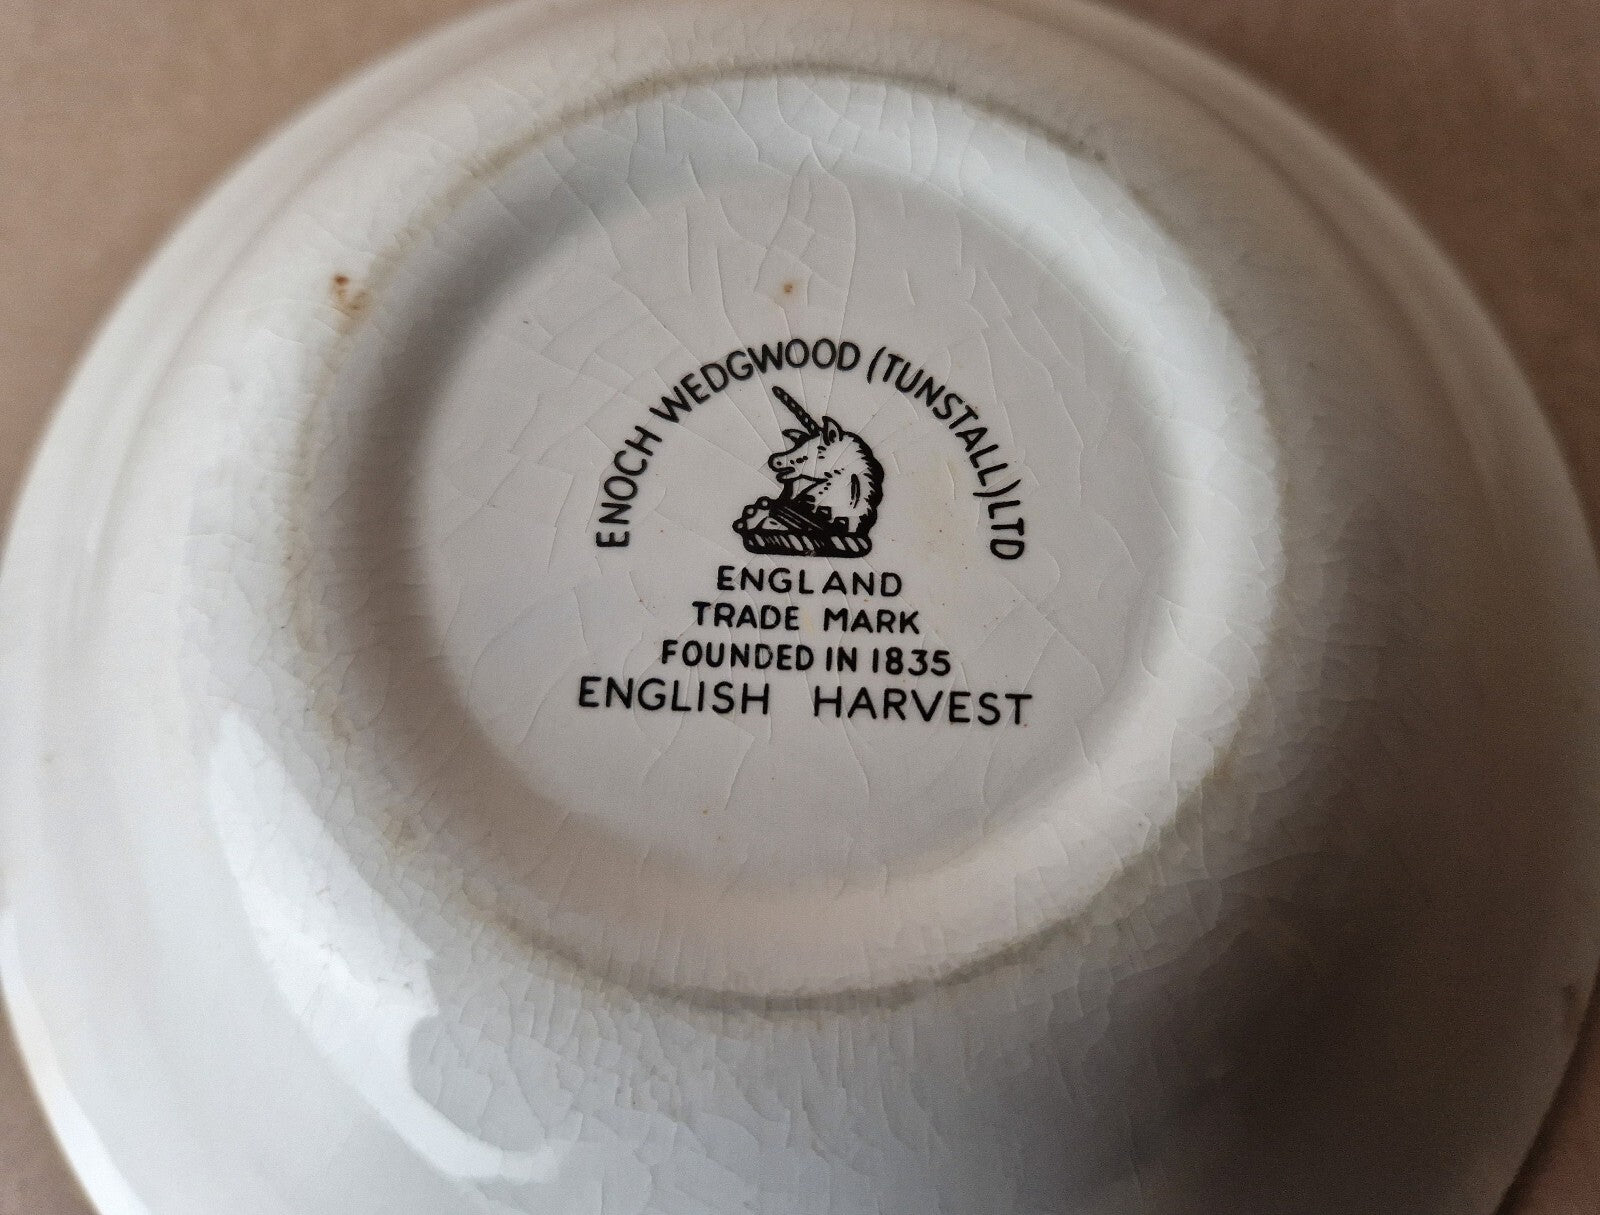 ENOCH WEDGWOOD (TUNSTALL) LTD
ENGLAND
TRADE MARK
FOUNDED IN 1835
ENGLISH HARVEST